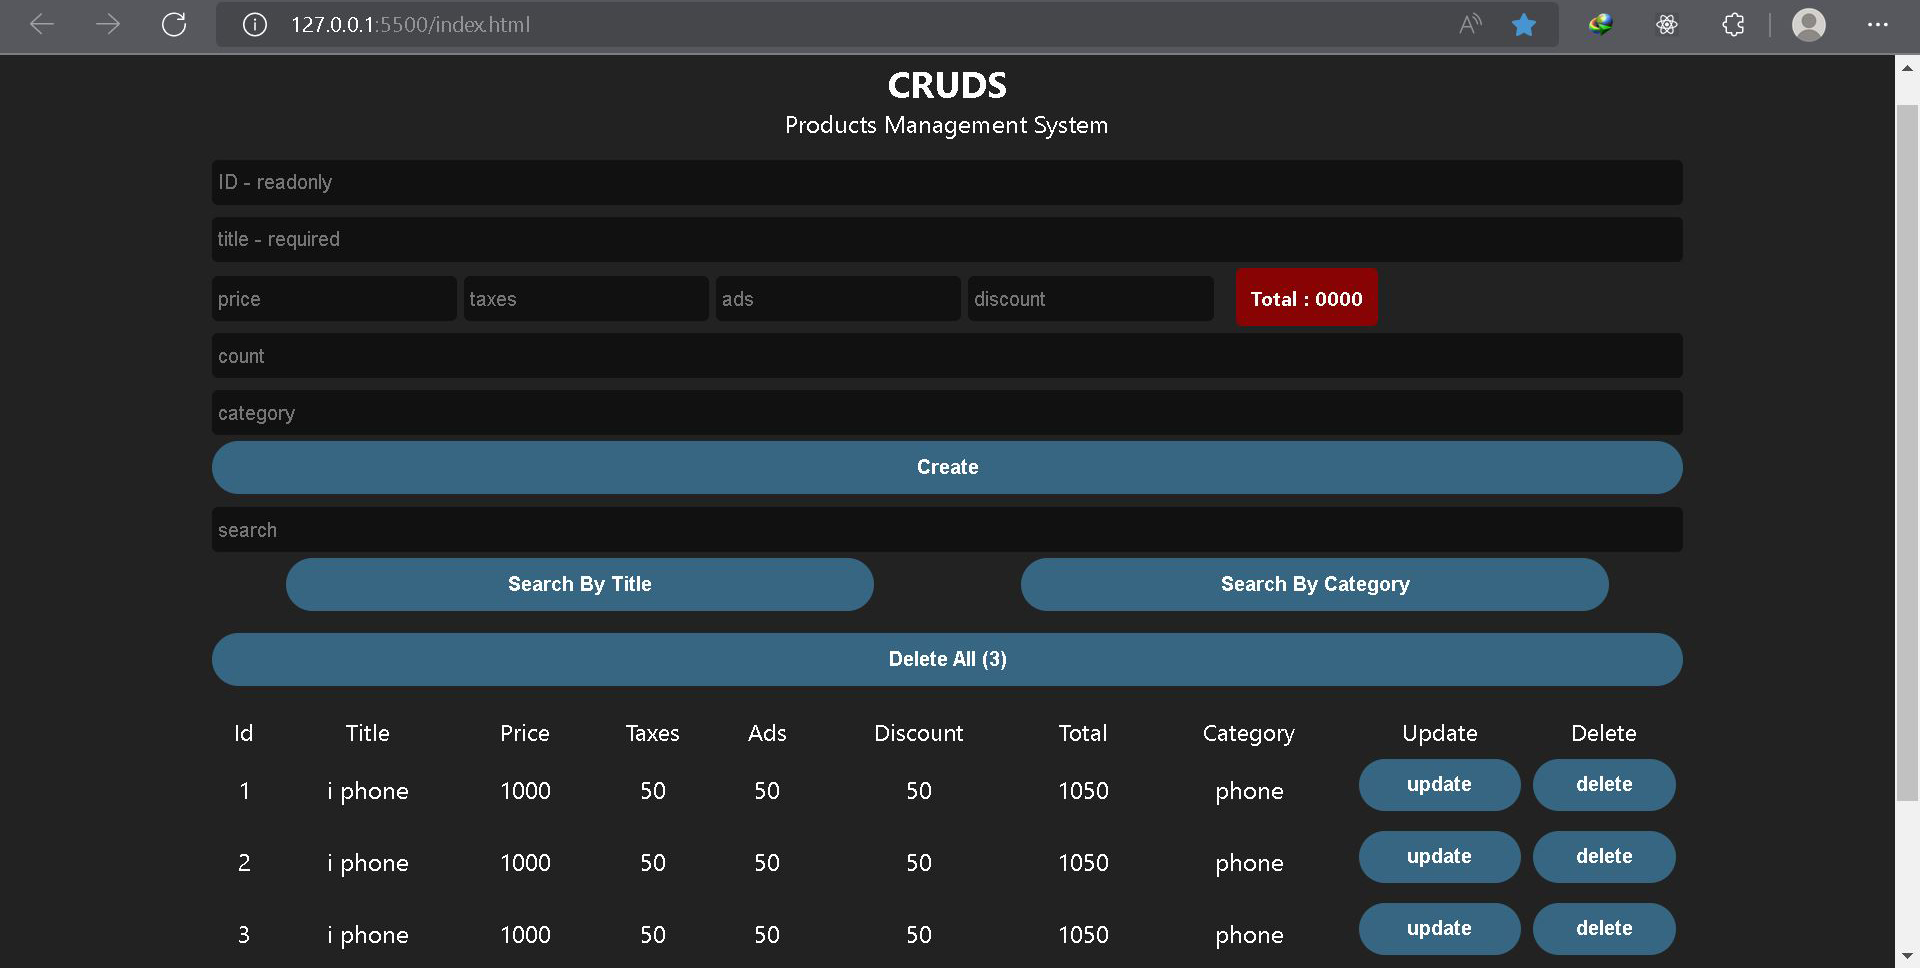 127.0.0.1:5500/index.html
CRUDS
Products Management System
ID - readonly
title - required
price taxes ads discount Total : 0000
count
category
Create
search
Search By Title Search By Category
Delete All (3)
Id Title Price Taxes Ads Discount Total Category Update Delete
1 i phone 1000 50 50 50 1050 phone update delete
2 i phone 1000 50 50 50 1050 phone update delete
3 i phone 1000 50 50 50 1050 phone update delete